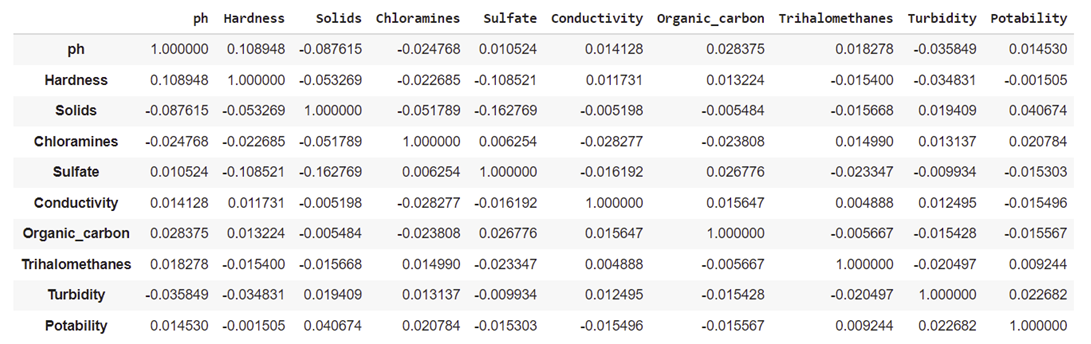 ph Hardness Solids Chloramines Sulfate Conductivity Organic_carbon Trihalomethanes Turbidity Potability
ph 1.000000 0.108948 -0.087615 -0.024768 0.010524 0.014128 0.028375 0.018278 -0.035849 0.014530
Hardness 0.108948 1.000000 -0.053269 -0.022685 -0.108521 0.011731 0.013224 -0.015400 -0.034831 -0.001505
Solids -0.087615 -0.053269 1.000000 -0.051789 -0.162769 -0.005198 -0.005484 -0.015668 0.019409 0.040674
Chloramines -0.024768 -0.022685 -0.051789 1.000000 0.006254 -0.028277 -0.023808 0.014990 0.013137 0.020784
Sulfate 0.010524 -0.108521 -0.162769 0.006254 1.000000 -0.016192 0.026776 -0.023347 -0.009934 -0.015303
Conductivity 0.014128 0.011731 -0.005198 -0.028277 -0.016192 1.000000 0.015647 0.004888 0.012495 -0.015496
Organic_carbon 0.028375 0.013224 -0.005484 -0.023808 0.026776 0.015647 1.000000 -0.005667 -0.015428 -0.015567
Trihalomethanes 0.018278 -0.015400 -0.015668 0.014990 -0.023347 0.004888 -0.005667 1.000000 -0.020497 0.009244
Turbidity -0.035849 -0.034831 0.019409 0.013137 -0.009934 0.012495 -0.015428 -0.020497 1.000000 0.022682
Potability 0.014530 -0.001505 0.040674 0.020784 -0.015303 -0.015496 -0.015567 0.009244 0.022682 1.000000